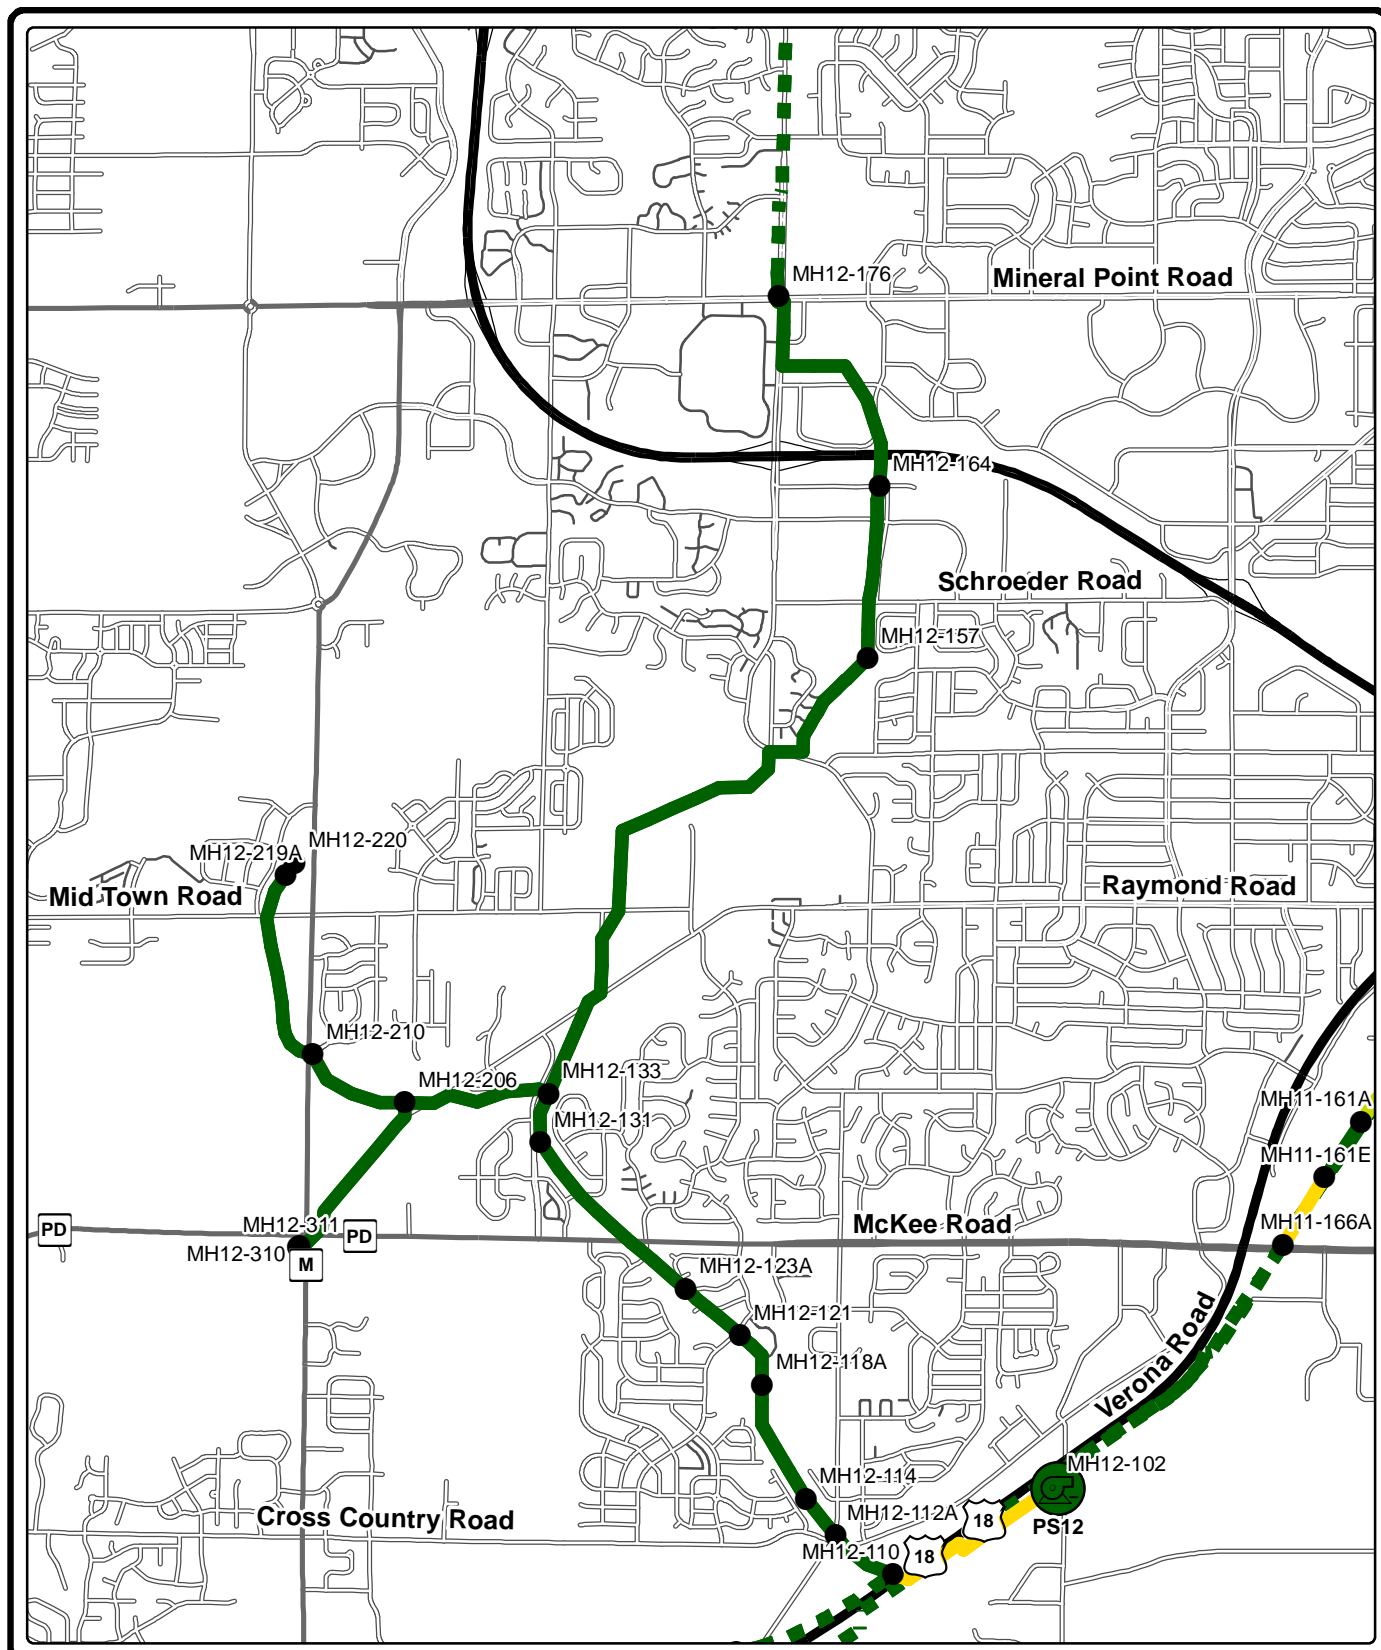 MH12-176
Mineral Point Road
MH12-164
Schroeder Road
MH12-157
MH12-220
MH12-219A
Mid Town Road
Raymond Road
MH12-210
MH12-206
MH12-133
MH12-131
MH11-161A
MH11-161E
MH11-166A
PD
MH12-311
PD
McKee Road
MH12-310
M
MH12-123A
MH12-121
MH12-118A
Verona Road
MH12-102
MH12-114
MH12-112A
Cross Country Road
18
PS12
MH12-110
18